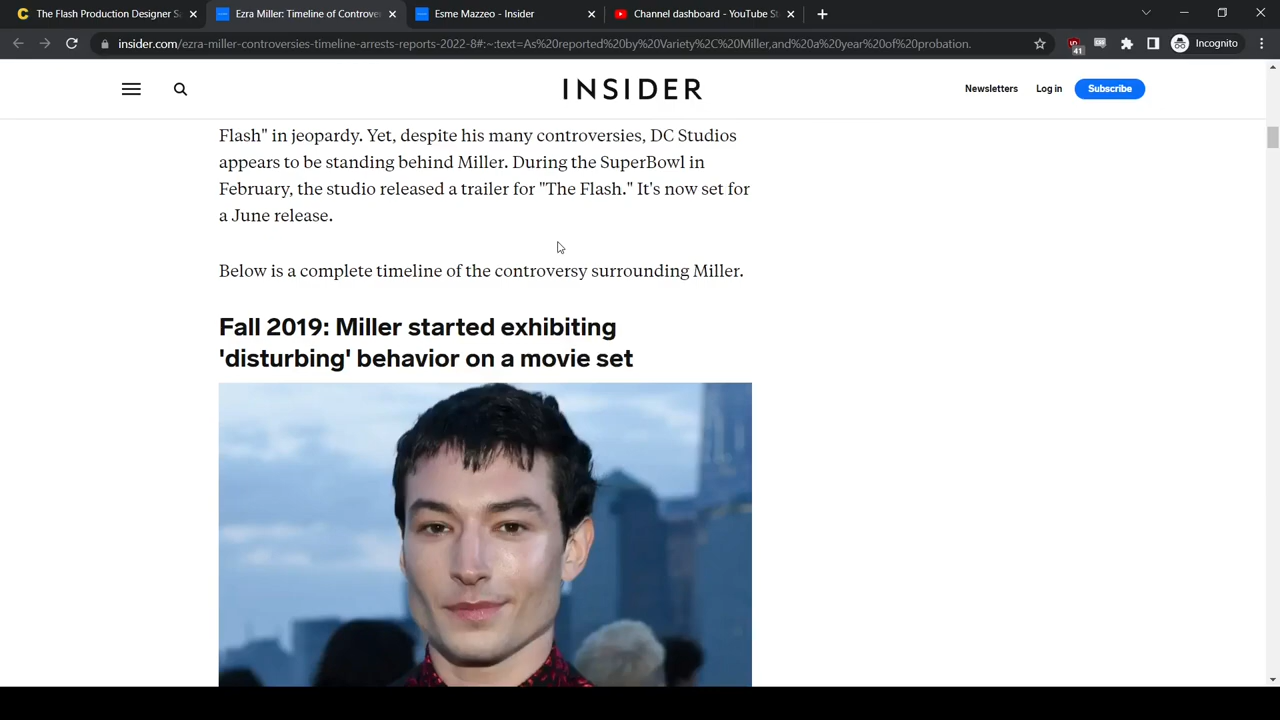 The Flash Production Designer S
Ezra Miller: Timeline of Controve
Esme Mazzeo - Insider
Channel dashboard - YouTube St
insider.com/ezra-miller-controversies-timeline-arrests-reports-2022-8#:~:text=As%20reported%20by%20Variety%2C%20Miller,and%20a%20year%20of%20probation.
41
Incognito
INSIDER
Newsletters
Log in
Subscribe
Flash" in jeopardy. Yet, despite his many controversies, DC Studios
appears to be standing behind Miller. During the SuperBowl in
February, the studio released a trailer for "The Flash." It's now set for
a June release.
Below is a complete timeline of the controversy surrounding Miller.
Fall 2019: Miller started exhibiting
'disturbing' behavior on a movie set